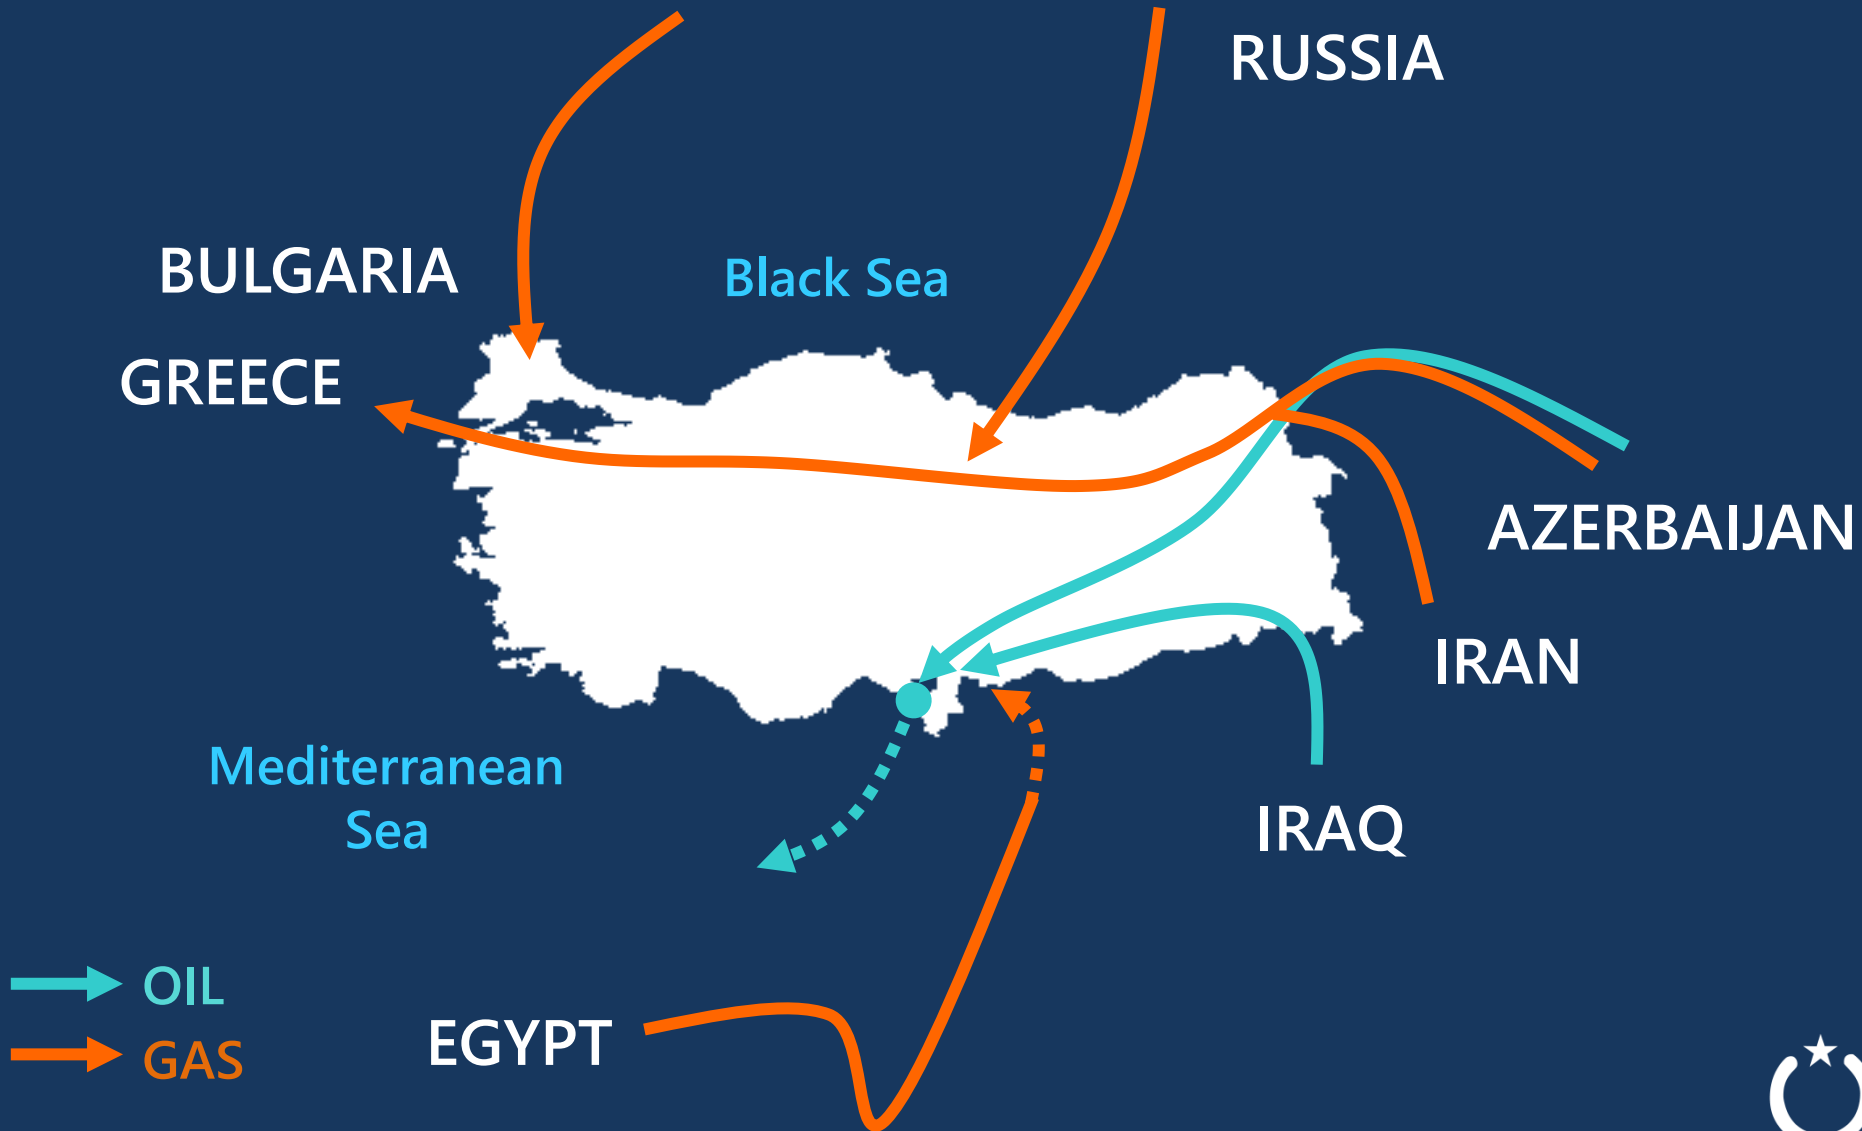 RUSSIA
BULGARIA
Black Sea
GREECE
AZERBAIJAN
IRAN
Mediterranean
Sea
IRAQ
OIL
EGYPT
GAS